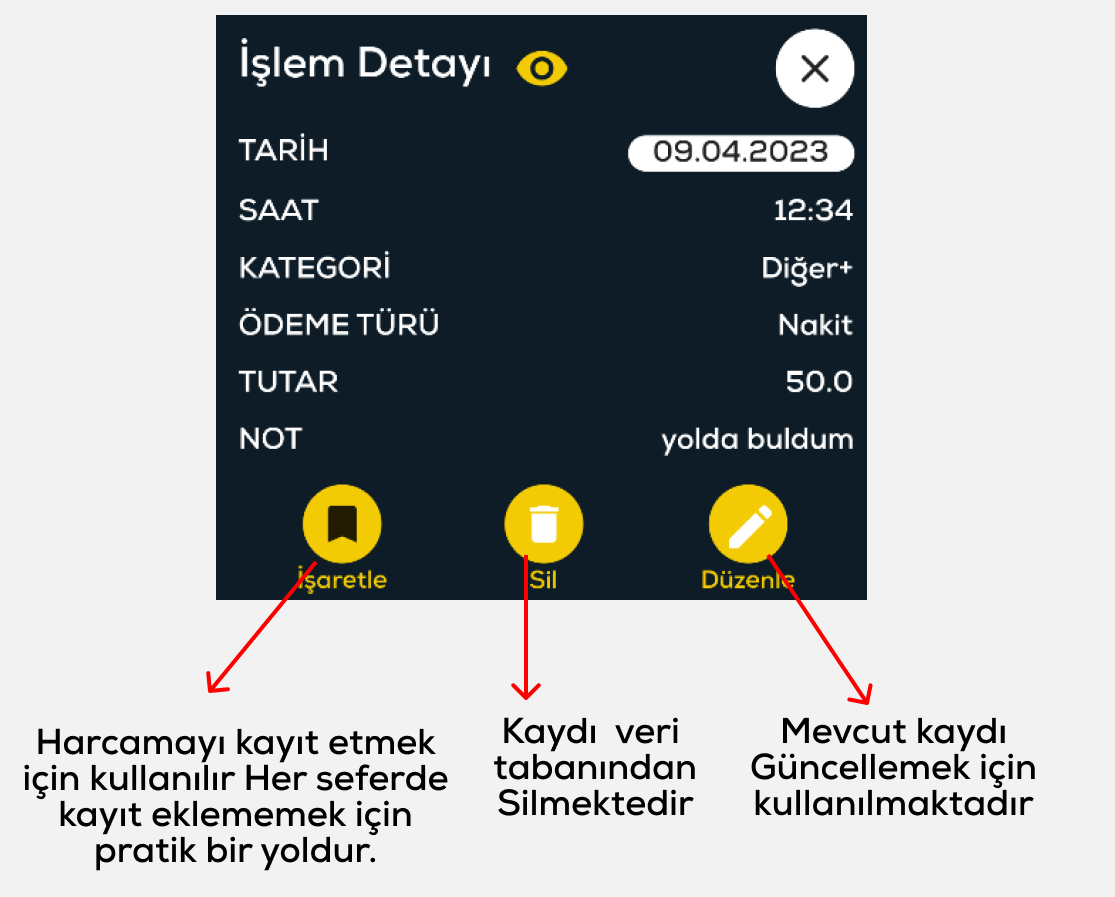 İşlem Detayı
TARİH 09.04.2023
SAAT 12:34
KATEGORİ Diğer+
ÖDEME TÜRÜ Nakit
TUTAR 50.0
NOT yolda buldum
İşaretle Sil Düzenle
Harcamayı kayıt etmek
için kullanılır Her seferde
kayıt eklememek için
pratik bir yoldur.
Kaydı veri
tabanından
Silmektedir
Mevcut kaydı
Güncellemek için
kullanılmaktadır